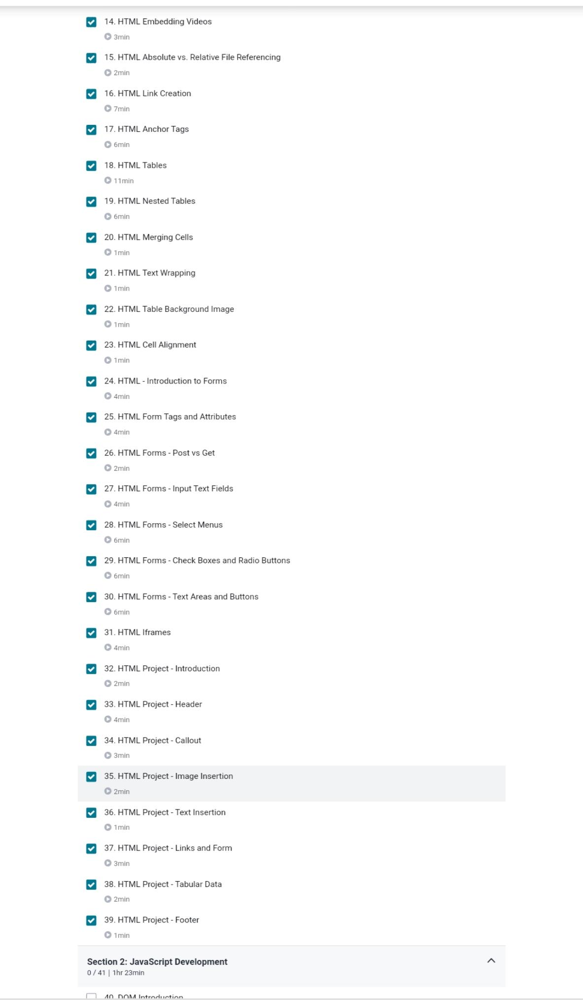 14. HTML Embedding Videos
3min
15. HTML Absolute vs. Relative File Referencing
2min
16. HTML Link Creation
7min
17. HTML Anchor Tags
6min
18. HTML Tables
11min
19. HTML Nested Tables
6min
20. HTML Merging Cells
1min
21. HTML Text Wrapping
1min
22. HTML Table Background Image
1min
23. HTML Cell Alignment
1min
24. HTML - Introduction to Forms
4min
25. HTML Form Tags and Attributes
4min
26. HTML Forms - Post vs Get
2min
27. HTML Forms - Input Text Fields
4min
28. HTML Forms - Select Menus
6min
29. HTML Forms - Check Boxes and Radio Buttons
6min
30. HTML Forms - Text Areas and Buttons
6min
31. HTML Iframes
4min
32. HTML Project - Introduction
2min
33. HTML Project - Header
4min
34. HTML Project - Callout
3min
35. HTML Project - Image Insertion
2min
36. HTML Project - Text Insertion
1min
37. HTML Project - Links and Form
3min
38. HTML Project - Tabular Data
2min
39. HTML Project - Footer
1min
Section 2: JavaScript Development
0 / 41 | 1hr 23min
40. DOM Introduction